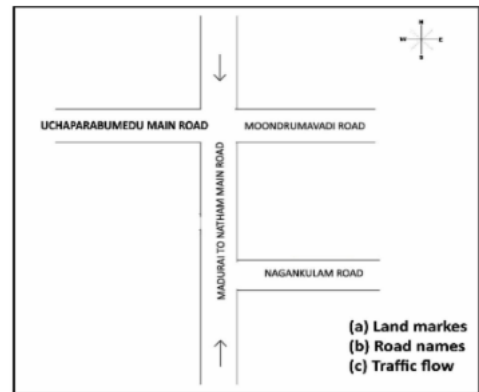 N
W E
S
UCHAPARABUMEDU MAIN ROAD
MOONDRUMAVADI ROAD
MADURAI TO NATHAM MAIN ROAD
NAGANKULAM ROAD
(a) Land markes
(b) Road names
(c) Traffic flow